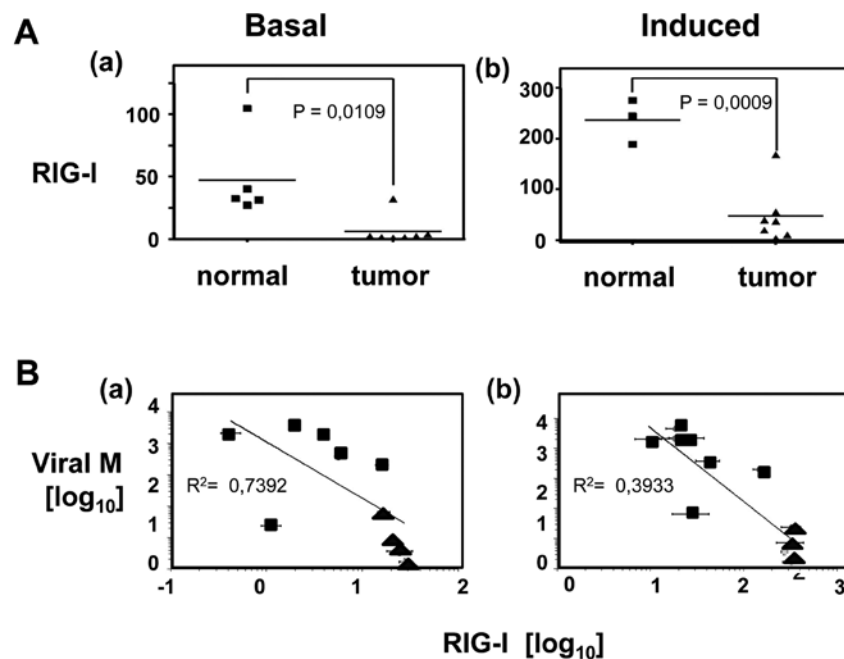 A
Basal
Induced
(a)
(b)
RIG-I
100
50
0
P = 0,0109
normal
tumor
300
200
100
0
P = 0,0009
normal
tumor
B
(a)
(b)
Viral M
[log10]
4
3
2
1
0
R2= 0,7392
-1
0
1
2
4
3
2
1
0
R2= 0,3933
0
1
2
3
RIG-I [log10]